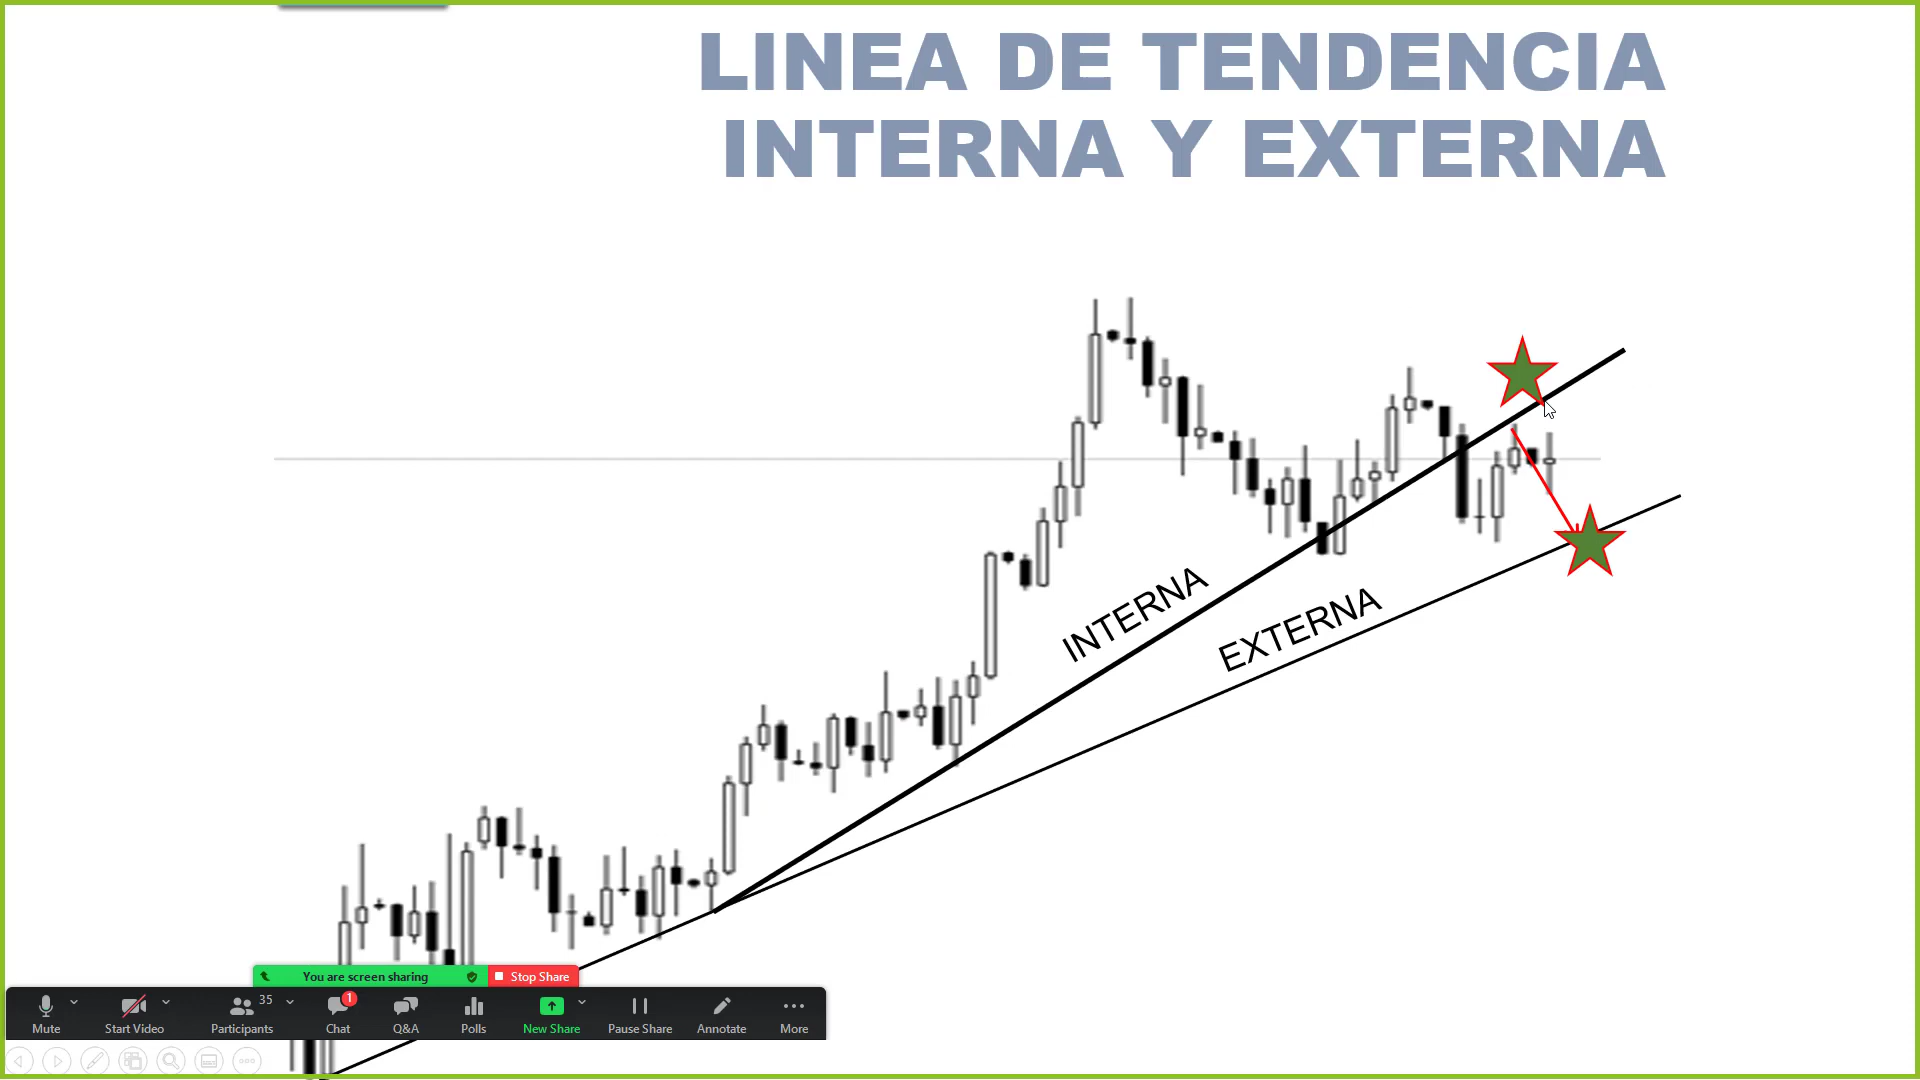 LINEA DE TENDENCIA
INTERNA Y EXTERNA
INTERNA
EXTERNA
You are screen sharing
Stop Share
Mute
Start Video
35
Participants
1
Chat
Q&A
Polls
New Share
Pause Share
Annotate
More